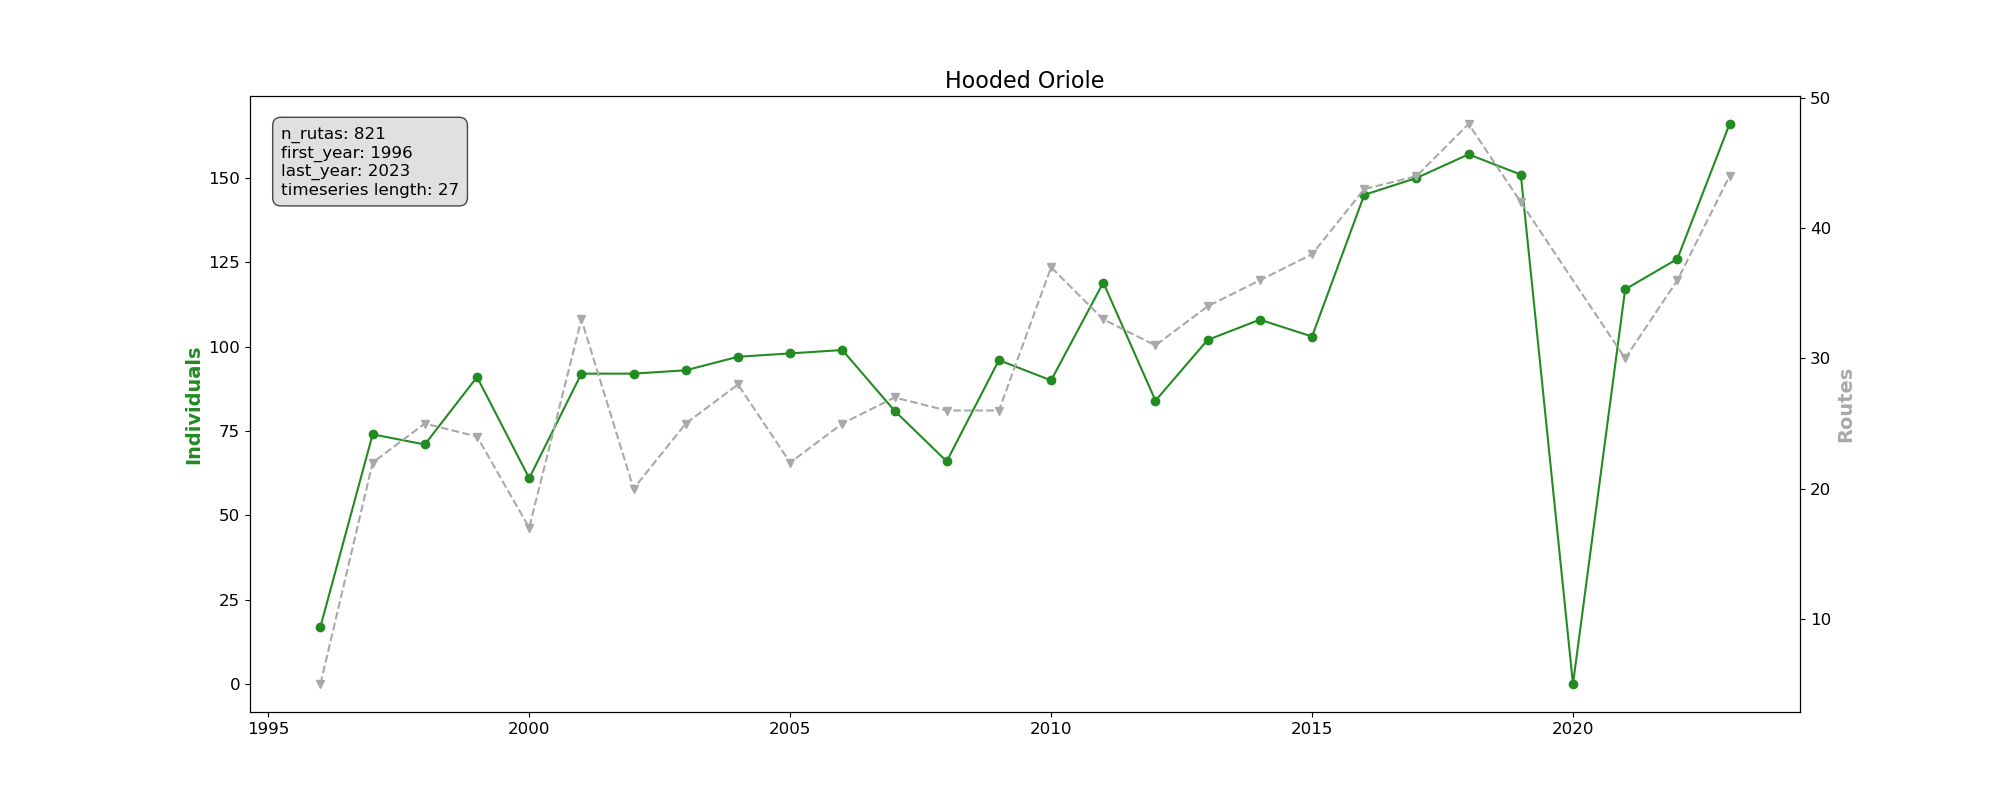 Hooded Oriole
n_rutas: 821
first_year: 1996
last_year: 2023
timeseries length: 27
Individuals
150
125
100
75
50
25
0
50
40
30
20
10
Routes
1995
2000
2005
2010
2015
2020